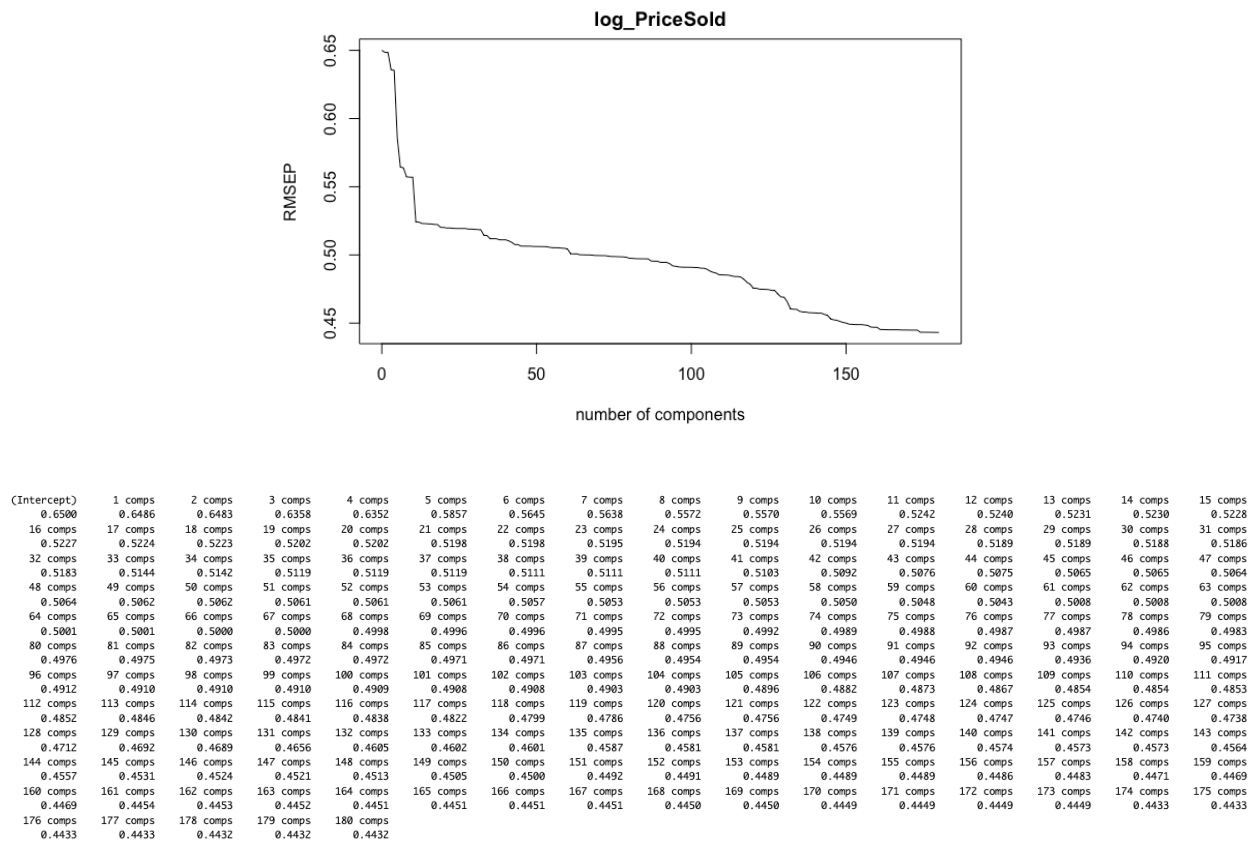 log_PriceSold
0.65
0.60
0.55
0.50
0.45
RMSEP
0 50 100 150
number of components
(Intercept) 1 comps 2 comps 3 comps 4 comps 5 comps 6 comps 7 comps 8 comps 9 comps 10 comps 11 comps 12 comps 13 comps 14 comps 15 comps
0.6500 0.6486 0.6483 0.6358 0.6352 0.5857 0.5645 0.5638 0.5572 0.5570 0.5569 0.5242 0.5240 0.5231 0.5230 0.5228
16 comps 17 comps 18 comps 19 comps 20 comps 21 comps 22 comps 23 comps 24 comps 25 comps 26 comps 27 comps 28 comps 29 comps 30 comps 31 comps
0.5227 0.5224 0.5223 0.5202 0.5202 0.5198 0.5198 0.5195 0.5194 0.5194 0.5194 0.5194 0.5189 0.5189 0.5188 0.5186
32 comps 33 comps 34 comps 35 comps 36 comps 37 comps 38 comps 39 comps 40 comps 41 comps 42 comps 43 comps 44 comps 45 comps 46 comps 47 comps
0.5183 0.5144 0.5142 0.5119 0.5119 0.5119 0.5111 0.5111 0.5111 0.5103 0.5092 0.5076 0.5075 0.5065 0.5065 0.5064
48 comps 49 comps 50 comps 51 comps 52 comps 53 comps 54 comps 55 comps 56 comps 57 comps 58 comps 59 comps 60 comps 61 comps 62 comps 63 comps
0.5064 0.5062 0.5062 0.5061 0.5061 0.5061 0.5057 0.5053 0.5053 0.5053 0.5050 0.5048 0.5043 0.5008 0.5008 0.5008
64 comps 65 comps 66 comps 67 comps 68 comps 69 comps 70 comps 71 comps 72 comps 73 comps 74 comps 75 comps 76 comps 77 comps 78 comps 79 comps
0.5001 0.5001 0.5000 0.5000 0.4998 0.4996 0.4996 0.4995 0.4995 0.4992 0.4989 0.4988 0.4987 0.4987 0.4986 0.4983
80 comps 81 comps 82 comps 83 comps 84 comps 85 comps 86 comps 87 comps 88 comps 89 comps 90 comps 91 comps 92 comps 93 comps 94 comps 95 comps
0.4976 0.4975 0.4973 0.4972 0.4972 0.4971 0.4971 0.4956 0.4954 0.4954 0.4946 0.4946 0.4946 0.4936 0.4920 0.4917
96 comps 97 comps 98 comps 99 comps 100 comps 101 comps 102 comps 103 comps 104 comps 105 comps 106 comps 107 comps 108 comps 109 comps 110 comps 111 comps
0.4912 0.4910 0.4910 0.4910 0.4909 0.4908 0.4908 0.4903 0.4903 0.4896 0.4882 0.4873 0.4867 0.4854 0.4854 0.4853
112 comps 113 comps 114 comps 115 comps 116 comps 117 comps 118 comps 119 comps 120 comps 121 comps 122 comps 123 comps 124 comps 125 comps 126 comps 127 comps
0.4852 0.4846 0.4842 0.4841 0.4838 0.4822 0.4799 0.4786 0.4756 0.4756 0.4749 0.4748 0.4747 0.4746 0.4740 0.4738
128 comps 129 comps 130 comps 131 comps 132 comps 133 comps 134 comps 135 comps 136 comps 137 comps 138 comps 139 comps 140 comps 141 comps 142 comps 143 comps
0.4712 0.4692 0.4689 0.4656 0.4605 0.4602 0.4601 0.4587 0.4581 0.4581 0.4576 0.4576 0.4574 0.4573 0.4573 0.4564
144 comps 145 comps 146 comps 147 comps 148 comps 149 comps 150 comps 151 comps 152 comps 153 comps 154 comps 155 comps 156 comps 157 comps 158 comps 159 comps
0.4557 0.4531 0.4524 0.4521 0.4513 0.4505 0.4500 0.4492 0.4491 0.4489 0.4489 0.4489 0.4486 0.4483 0.4471 0.4469
160 comps 161 comps 162 comps 163 comps 164 comps 165 comps 166 comps 167 comps 168 comps 169 comps 170 comps 171 comps 172 comps 173 comps 174 comps 175 comps
0.4469 0.4454 0.4453 0.4452 0.4451 0.4451 0.4451 0.4451 0.4450 0.4450 0.4449 0.4449 0.4449 0.4449 0.4433 0.4433
176 comps 177 comps 178 comps 179 comps 180 comps
0.4433 0.4433 0.4432 0.4432 0.4432